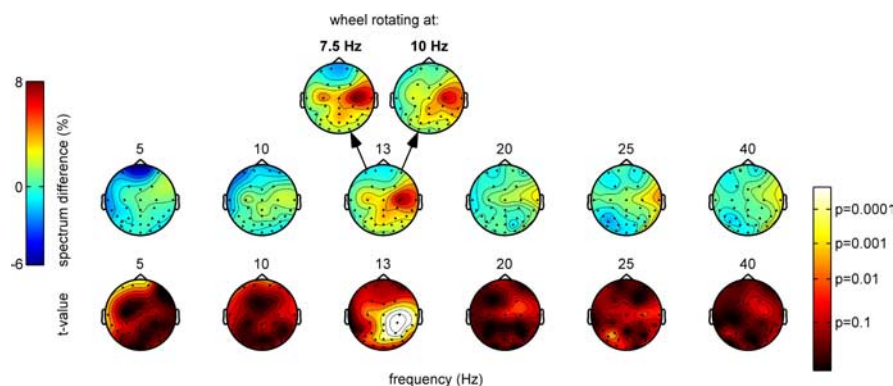 wheel rotating at:
7.5 Hz 10 Hz
8
0
-6
spectrum difference (%)
5 10 13 20 25 40
p=0.0001
p=0.001
p=0.01
p=0.1
t-value
5 10 13 20 25 40
frequency (Hz)